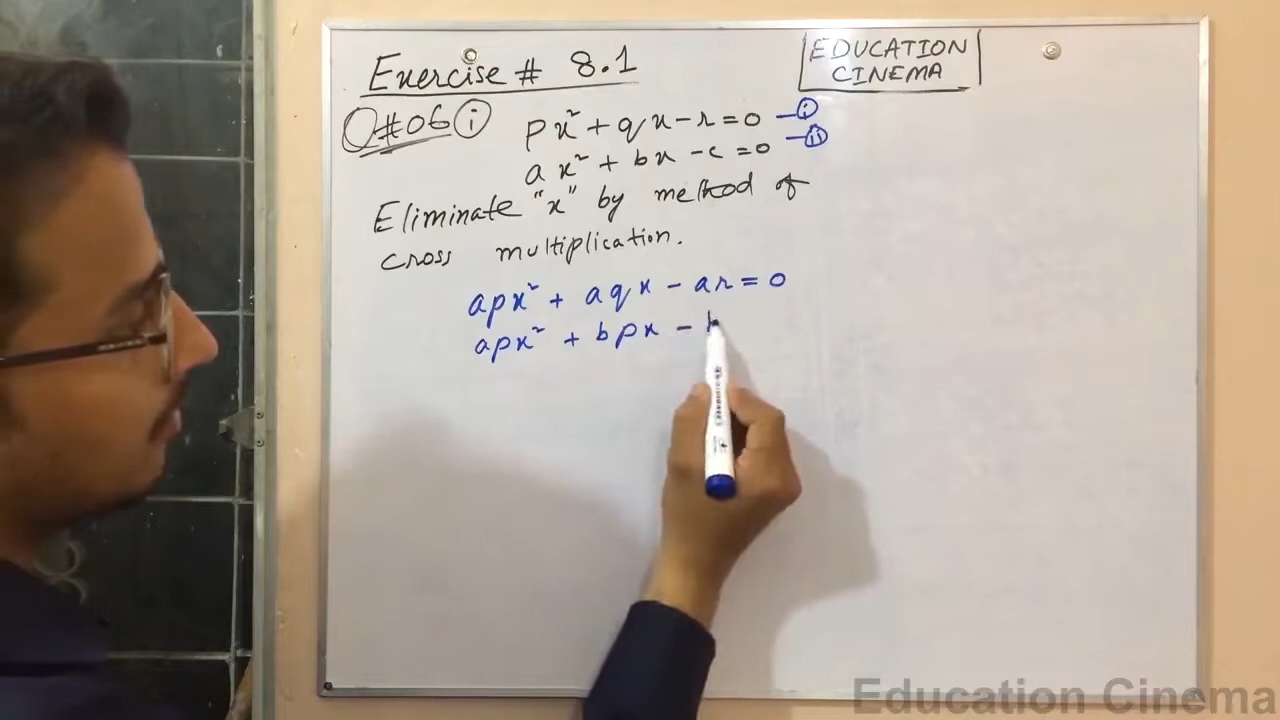 Exercise # 8.1
EDUCATION
CINEMA
Q#06 i
px² + qx - r = 0 — i
ax² + bx - c = 0 — ii
Eliminate "x" by method of
cross multiplication.
apx² + aqx - ar = 0
apx² + bpx -
Education Cinema